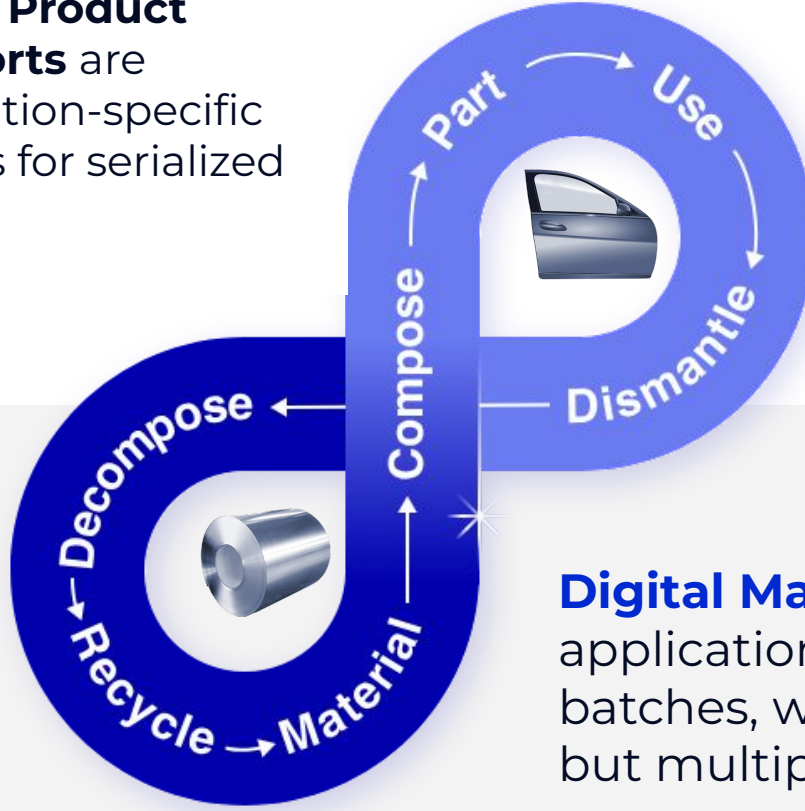 Product
orts are
tion-specific
s for serialized
Part
Use
Dismantle
Compose
Decompose
Recycle
Material
Digital Ma
application
batches, w
but multip